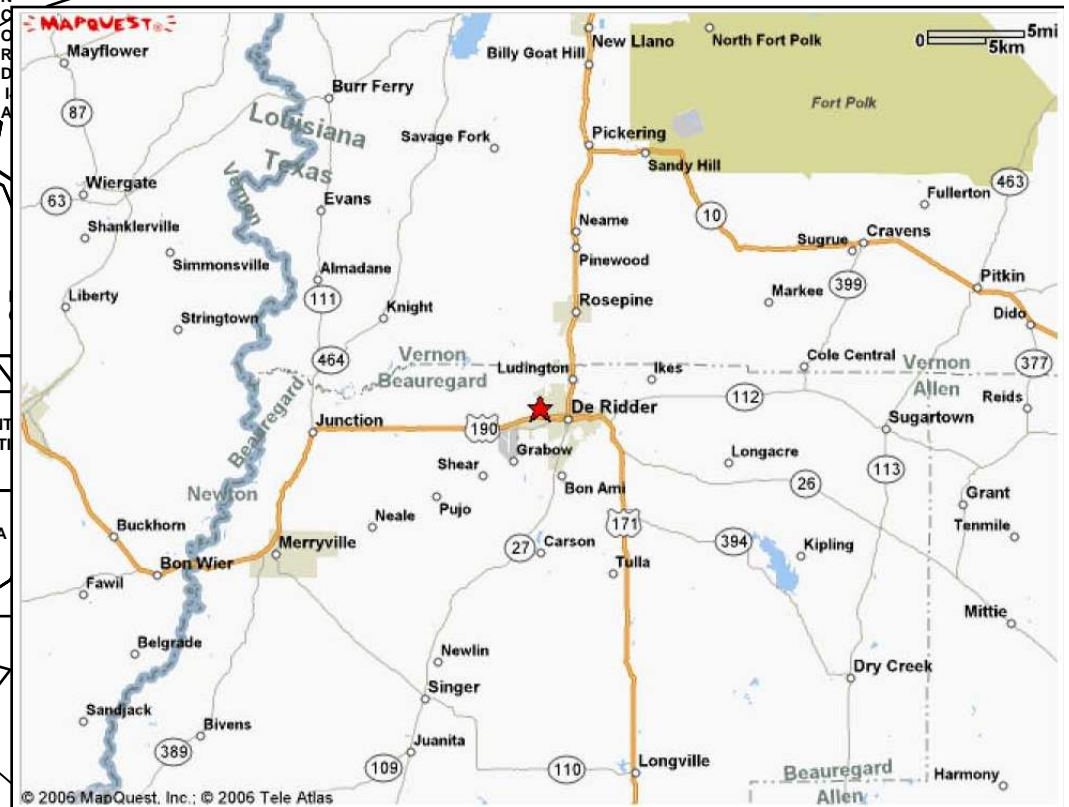 MAPQUEST®
Mayflower
87
Burr Ferry
Billy Goat Hill
New Llano
North Fort Polk
0
5mi
5km
Fort Polk
Louisiana
Texas
Savage Fork
Pickering
Sandy Hill
Wiergate
63
Vernon
Evans
Fullerton
463
10
Shanklerville
Simmonsville
Neame
Pinewood
Sugrue
Cravens
Almadane
111
Liberty
Stringtown
Knight
Rosepine
Markee
399
Pitkin
Dido
464
Vernon
Beauregard
Ludington
Ikes
Cole Central
Vernon
Allen
377
Reids
112
Beauregard
Junction
190
De Ridder
Sugartown
Grabow
Shear
Bon Ami
Longacre
26
113
Newton
Pujo
Neale
171
Grant
Tenmile
Buckhorn
Merryville
27
Carson
394
Kipling
Bon Wier
Tulla
Fawil
Mittie
Belgrade
Newlin
Dry Creek
Singer
Sandjack
Bivens
389
Juanita
109
110
Longville
Beauregard
Allen
Harmony
© 2006 MapQuest, Inc.; © 2006 Tele Atlas